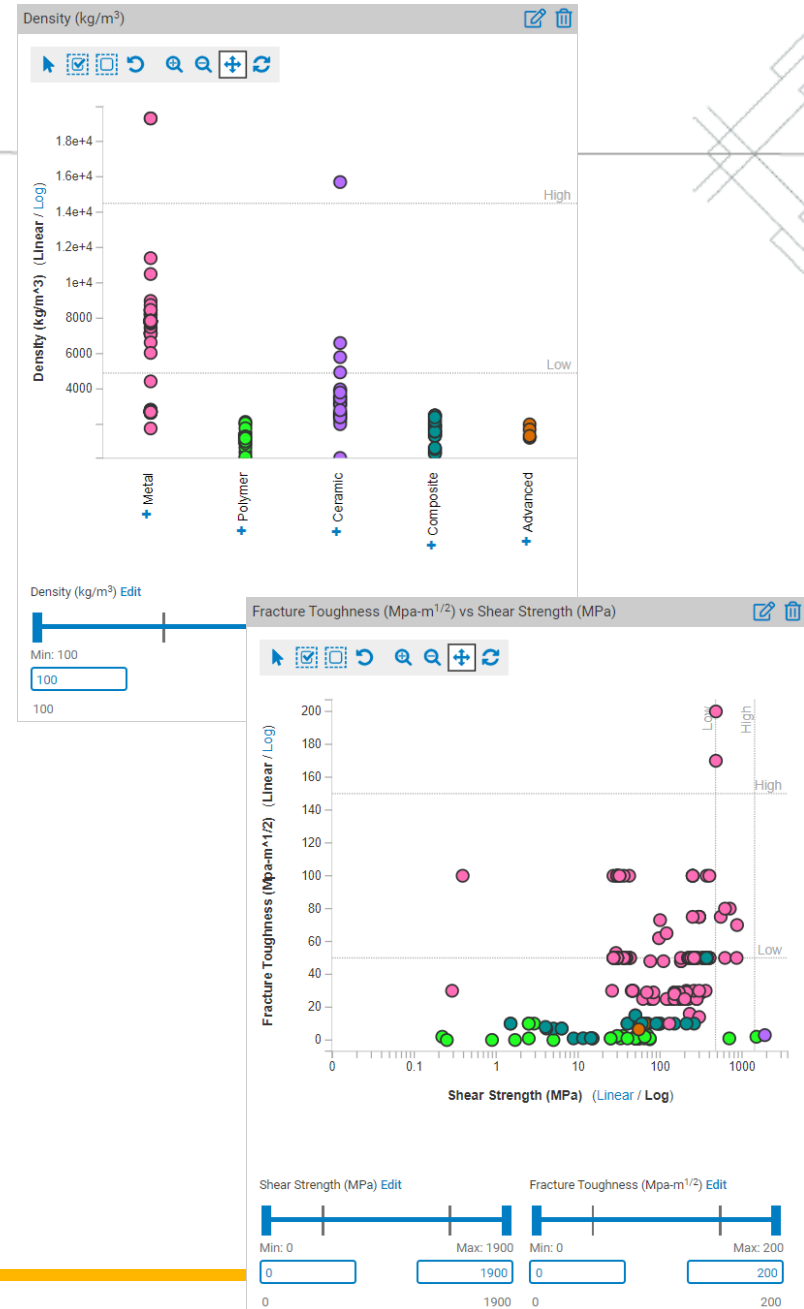 Density (kg/m³)
1.8e+4
1.6e+4
High
1.4e+4
1.2e+4
1e+4
8000
6000
Low
4000
Density (kg/m^3) (Linear / Log)
+ Metal
+ Polymer
+ Ceramic
+ Composite
+ Advanced
Density (kg/m³) Edit
Min: 100
100
100
Fracture Toughness (Mpa-m^1/2) vs Shear Strength (MPa)
200
Low
High
180
160
High
140
120
100
80
60
Low
40
20
0
Fracture Toughness (Mpa-m^1/2) (Linear / Log)
0 0.1 1 10 100 1000
Shear Strength (MPa) (Linear / Log)
Shear Strength (MPa) Edit Fracture Toughness (Mpa-m^1/2) Edit
Min: 0 Max: 1900 Min: 0 Max: 200
0 1900 0 200
0 1900 0 200